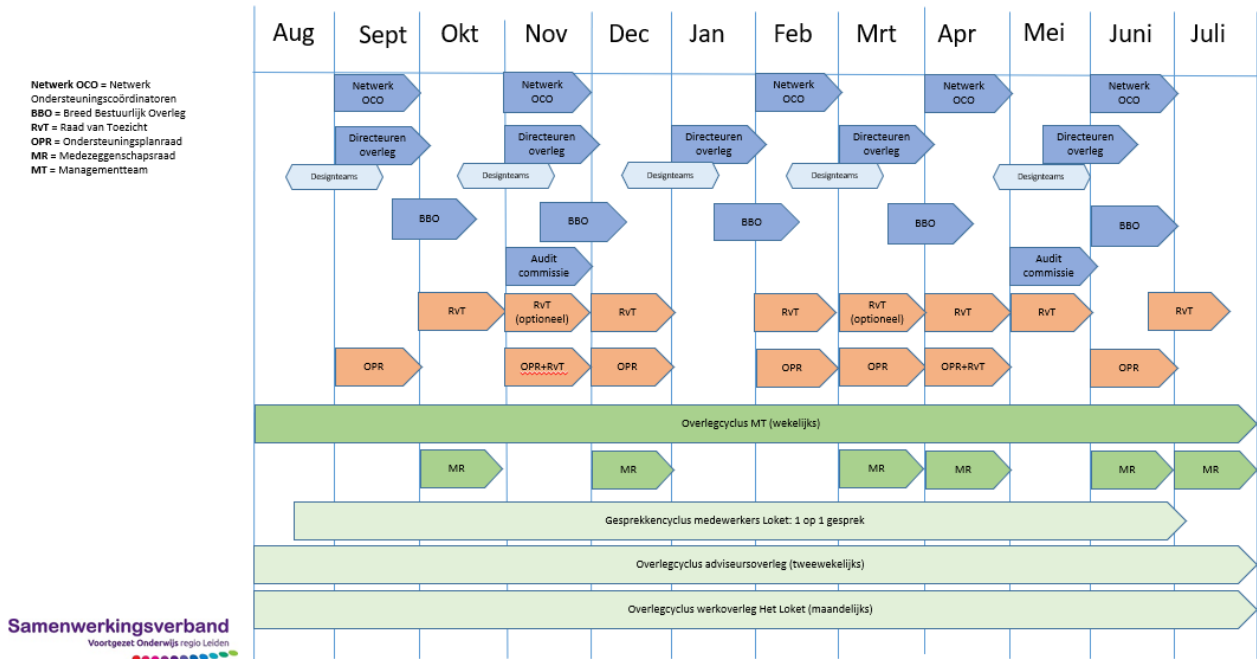 Aug Sept Okt Nov Dec Jan Feb Mrt Apr Mei Juni Juli
Netwerk OCO = Netwerk
Ondersteuningscoördinatoren
BBO = Breed Bestuurlijk Overleg
RvT = Raad van Toezicht
OPR = Ondersteuningsplanraad
MR = Medezeggenschapsraad
MT = Managementteam
Netwerk
OCO
Netwerk
OCO
Netwerk
OCO
Netwerk
OCO
Netwerk
OCO
Directeuren
overleg
Directeuren
overleg
Directeuren
overleg
Directeuren
overleg
Directeuren
overleg
Designteams
Designteams
Designteams
Designteams
Designteams
BBO
BBO
BBO
BBO
BBO
Audit
commissie
Audit
commissie
RvT
RvT
(optioneel)
RvT
RvT
RvT
(optioneel)
RvT
RvT
RvT
OPR
OPR+RvT
OPR
OPR
OPR
OPR+RvT
OPR
Overlegcyclus MT (wekelijks)
MR
MR
MR
MR
MR
MR
Gesprekkencyclus medewerkers Loket: 1 op 1 gesprek
Overlegcyclus adviseursoverleg (tweewekelijks)
Overlegcyclus werkoverleg Het Loket (maandelijks)
Samenwerkingsverband
Voortgezet Onderwijs regio Leiden